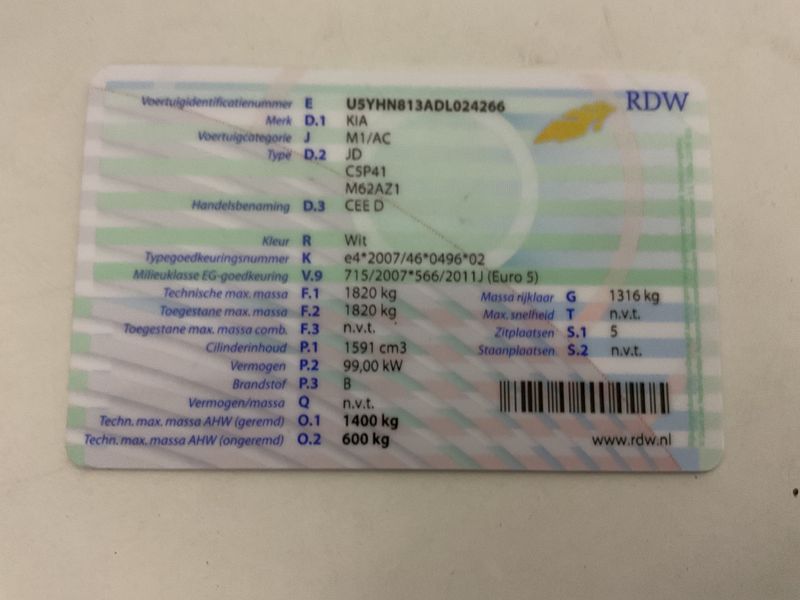 RDW
Voertuigidentificatienummer E U5YHN813ADL024266
Merk D.1 KIA
Voertuigcategorie J M1/AC
Type D.2 JD
C5P41
M62AZ1
Handelsbenaming D.3 CEE D
Kleur R Wit
Typegoedkeuringsnummer K e4*2007/46*0496*02
Milieuklasse EG-goedkeuring V.9 715/2007*566/2011J (Euro 5)
Technische max. massa F.1 1820 kg Massa rijklaar G 1316 kg
Toegestane max. massa F.2 1820 kg Max. snelheid T n.v.t.
Toegestane max. massa comb. F.3 n.v.t. Zitplaatsen S.1 5
Cilinderinhoud P.1 1591 cm3 Staanplaatsen S.2 n.v.t.
Vermogen P.2 99,00 kW
Brandstof P.3 B
Vermogen/massa Q n.v.t.
Techn. max. massa AHW (geremd) O.1 1400 kg
Techn. max. massa AHW (ongeremd) O.2 600 kg www.rdw.nl